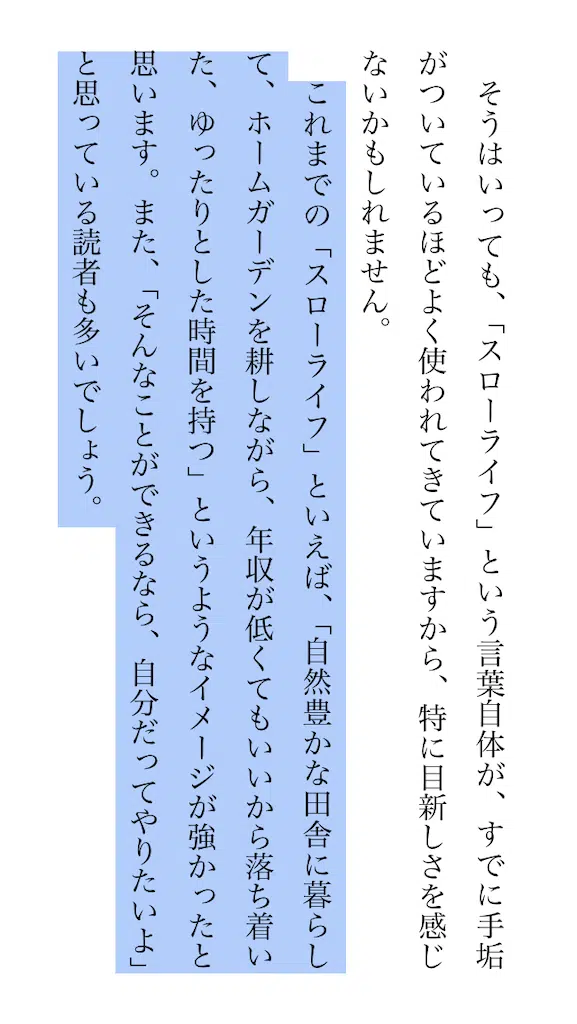 そうはいっても、「スローライフ」という言葉自体が、すでに手垢
がついているほどよく使われてきていますから、特に目新しさを感じ
ないかもしれません。
これまでの「スローライフ」といえば、「自然豊かな田舎に暮らし
て、ホームガーデンを耕しながら、年収が低くてもいいから落ち着い
た、ゆったりとした時間を持つ」というようなイメージが強かったと
思います。また、「そんなことができるなら、自分だってやりたいよ」
と思っている読者も多いでしょう。